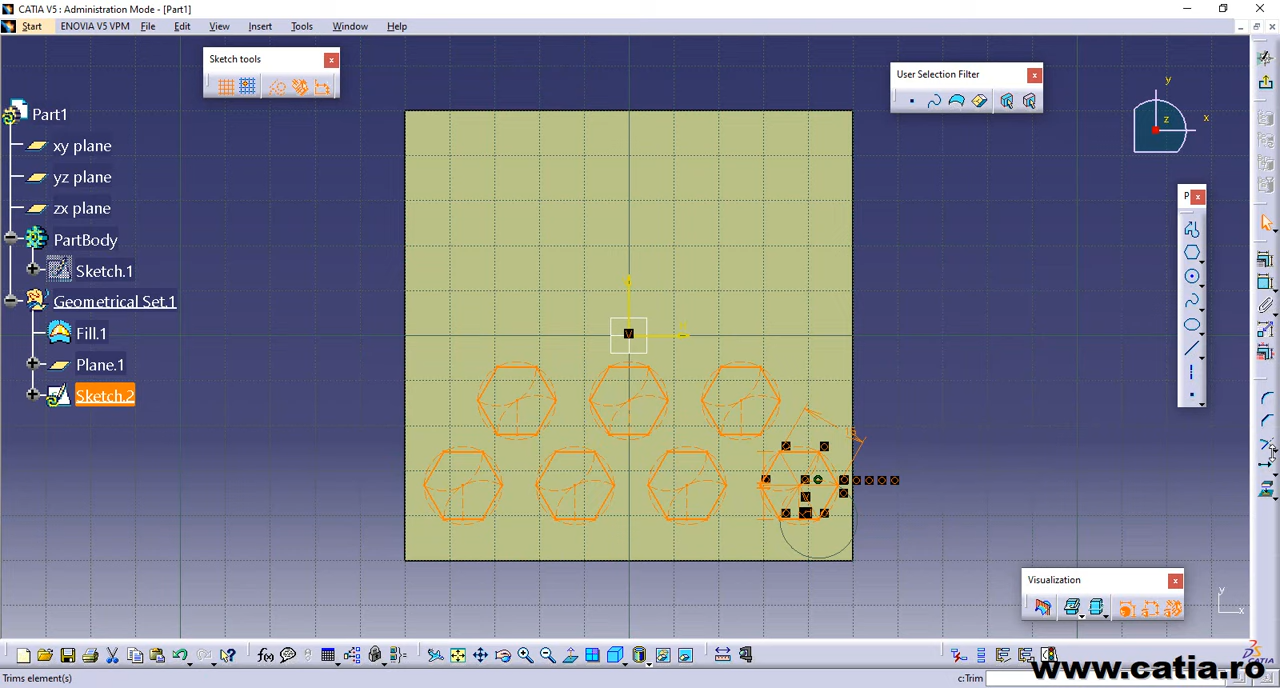 CATIA V5 : Administration Mode - [Part1]
Start ENOVIA V5 VPM File Edit View Insert Tools Window Help
Sketch tools
User Selection Filter
y
x
z
Part1
xy plane
yz plane
zx plane
PartBody
Sketch.1
Geometrical Set.1
Fill.1
Plane.1
Sketch.2
P
Visualization
y
x
Trims element(s)
c:Trim
www.catia.ro